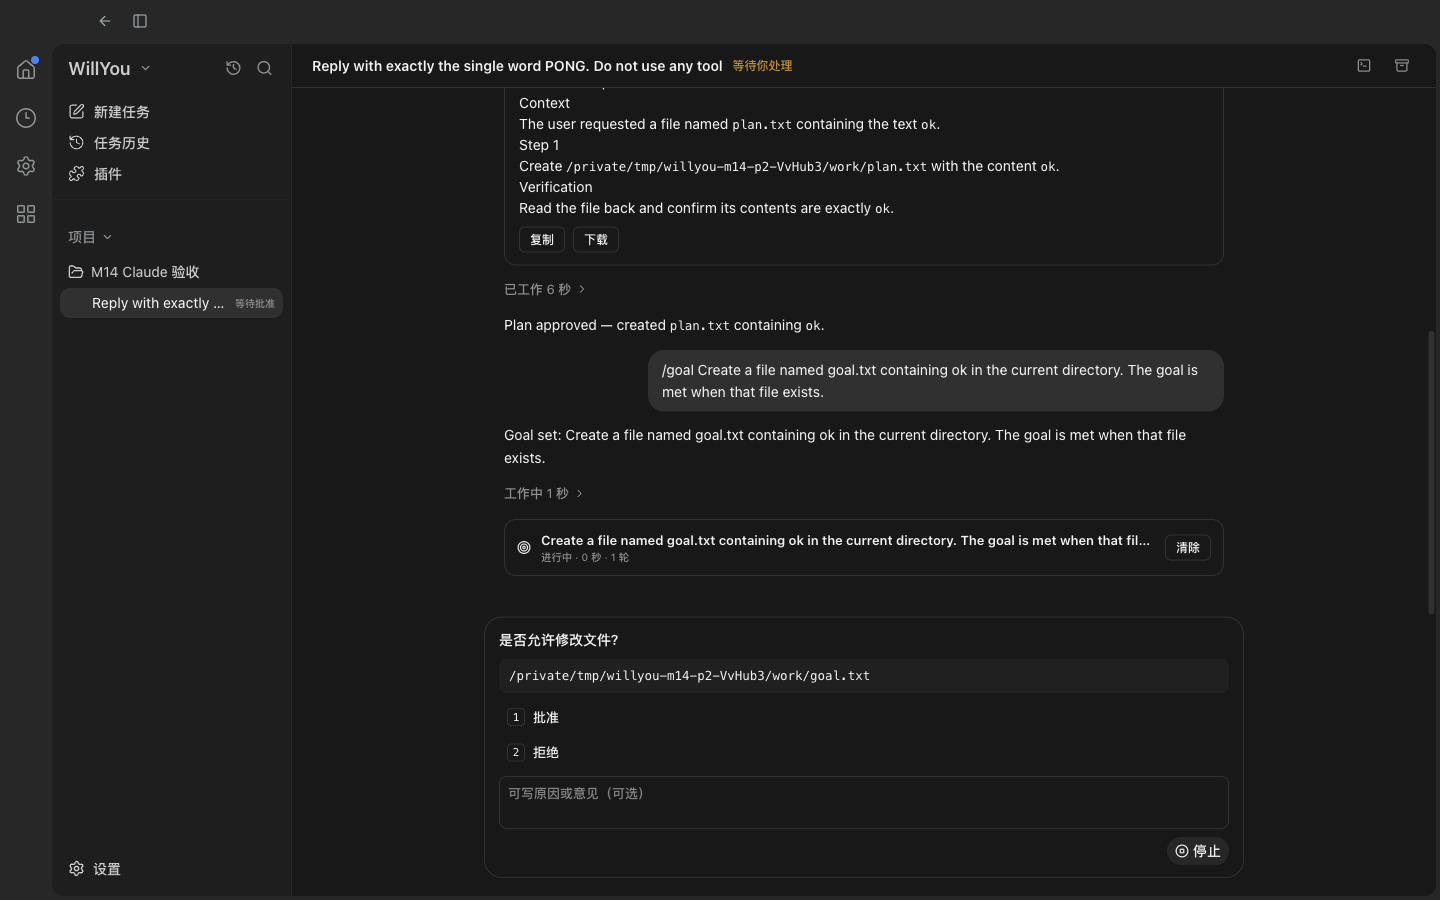 WillYou
新建任务
任务历史
插件
项目
M14 Claude 验收
Reply with exactly ... 等待批准
设置
Reply with exactly the single word PONG. Do not use any tool 等待你处理
Context
The user requested a file named plan.txt containing the text ok.
Step 1
Create /private/tmp/willyou-m14-p2-VvHub3/work/plan.txt with the content ok.
Verification
Read the file back and confirm its contents are exactly ok.
复制 下载
已工作 6 秒
Plan approved — created plan.txt containing ok.
/goal Create a file named goal.txt containing ok in the current directory. The goal is
met when that file exists.
Goal set: Create a file named goal.txt containing ok in the current directory. The goal is met when that file
exists.
工作中 1 秒
Create a file named goal.txt containing ok in the current directory. The goal is met when that fil...
进行中 · 0 秒 · 1 轮
清除
是否允许修改文件?
/private/tmp/willyou-m14-p2-VvHub3/work/goal.txt
1 批准
2 拒绝
可写原因或意见（可选）
停止